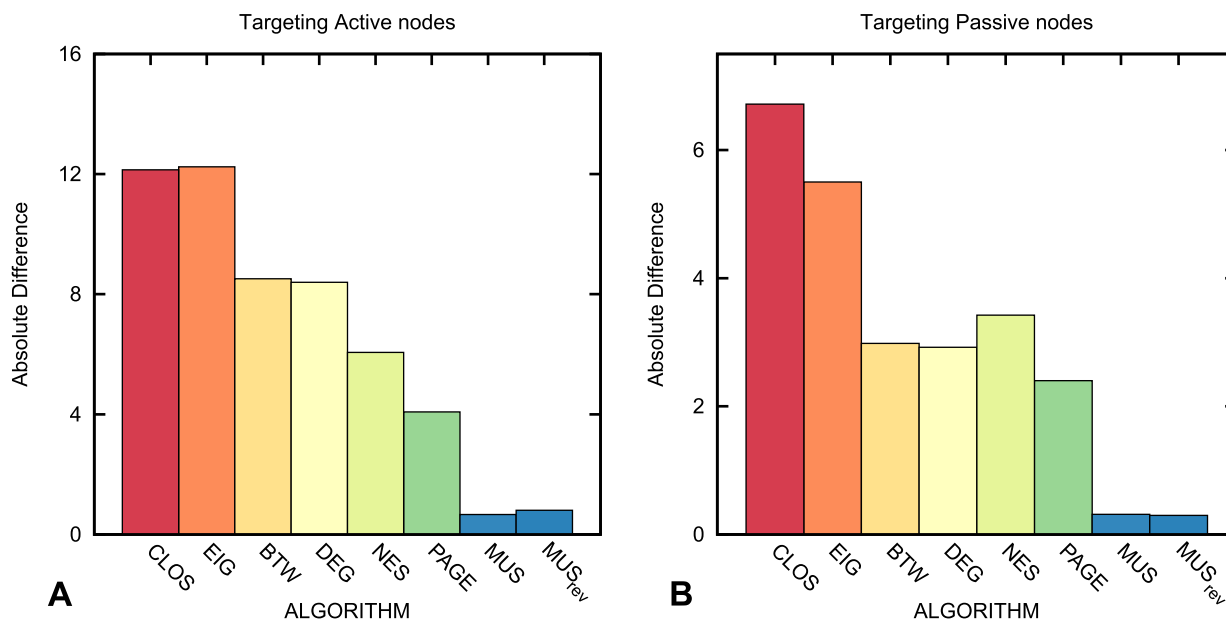 Targeting Active nodes
16
12
8
4
0
Absolute Difference
CLOS
EIG
BTW
DEG
NES
PAGE
MUS
MUSrev
A
ALGORITHM
Targeting Passive nodes
6
4
2
0
Absolute Difference
CLOS
EIG
BTW
DEG
NES
PAGE
MUS
MUSrev
B
ALGORITHM